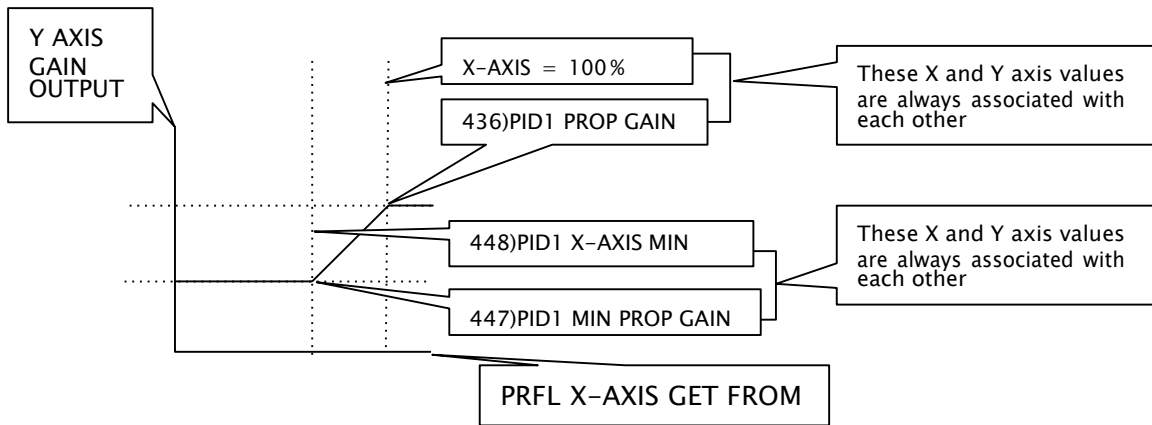 Y AXIS
GAIN
OUTPUT
X-AXIS = 100%
436)PID1 PROP GAIN
These X and Y axis values
are always associated with
each other
448)PID1 X-AXIS MIN
447)PID1 MIN PROP GAIN
These X and Y axis values
are always associated with
each other
PRFL X-AXIS GET FROM